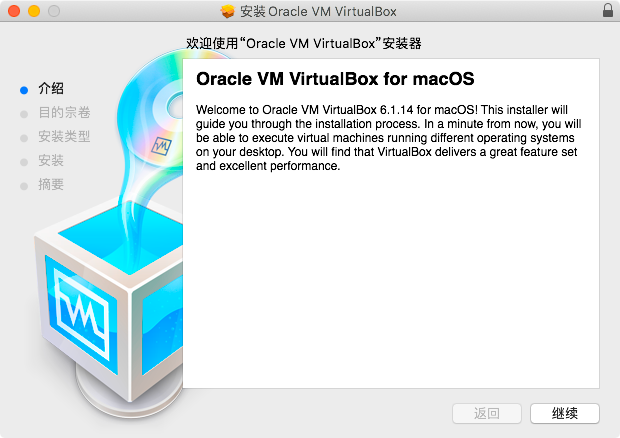 安装 Oracle VM VirtualBox
欢迎使用“Oracle VM VirtualBox”安装器
介绍
目的宗卷
安装类型
安装
摘要
Oracle VM VirtualBox for macOS
Welcome to Oracle VM VirtualBox 6.1.14 for macOS! This installer will
guide you through the installation process. In a minute from now, you will
be able to execute virtual machines running different operating systems
on your desktop. You will find that VirtualBox delivers a great feature set
and excellent performance.
返回
继续